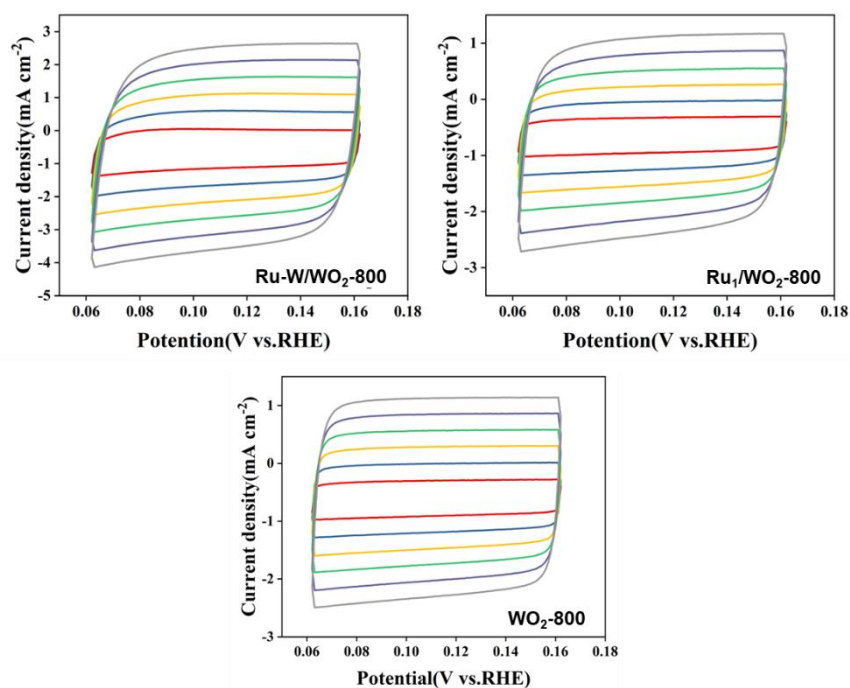 Current density(mA cm-2)
3
2
1
0
-1
-2
-3
-4
-5
Ru-W/WO2-800
0.06 0.08 0.10 0.12 0.14 0.16 0.18
Potention(V vs.RHE)
Current density(mA cm-2)
1
0
-1
-2
-3
Ru1/WO2-800
0.06 0.08 0.10 0.12 0.14 0.16 0.18
Potention(V vs.RHE)
Current density(mA cm-2)
1
0
-1
-2
-3
WO2-800
0.06 0.08 0.10 0.12 0.14 0.16 0.18
Potential(V vs.RHE)